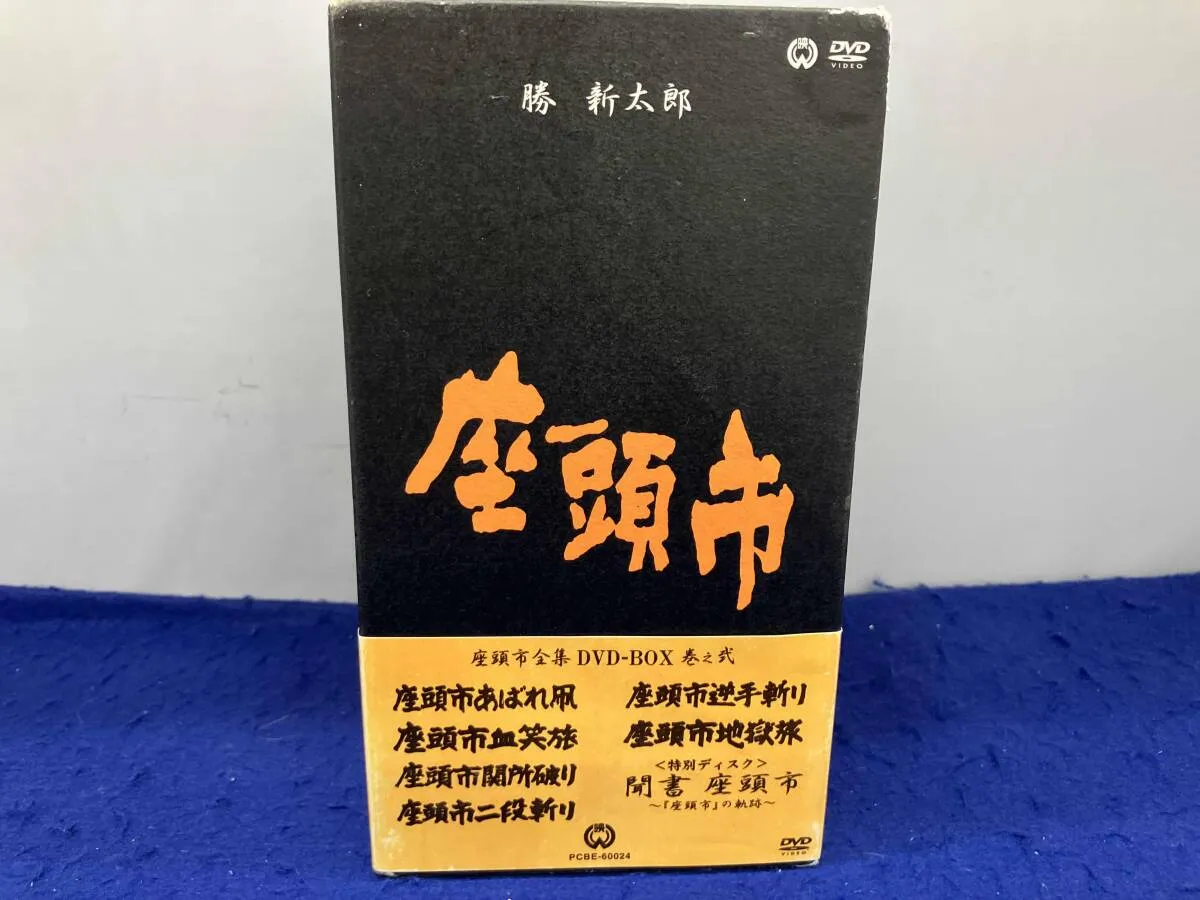 映
DVD
VIDEO
勝 新太郎
座頭市
座頭市全集 DVD-BOX 巻之弐
座頭市あばれ凧
座頭市血笑旅
座頭市関所破り
座頭市二段斬り
座頭市逆手斬り
座頭市地獄旅
<特別ディスク>
聞書 座頭市
~『座頭市』の軌跡~
映
PCBE-60024
DVD
VIDEO